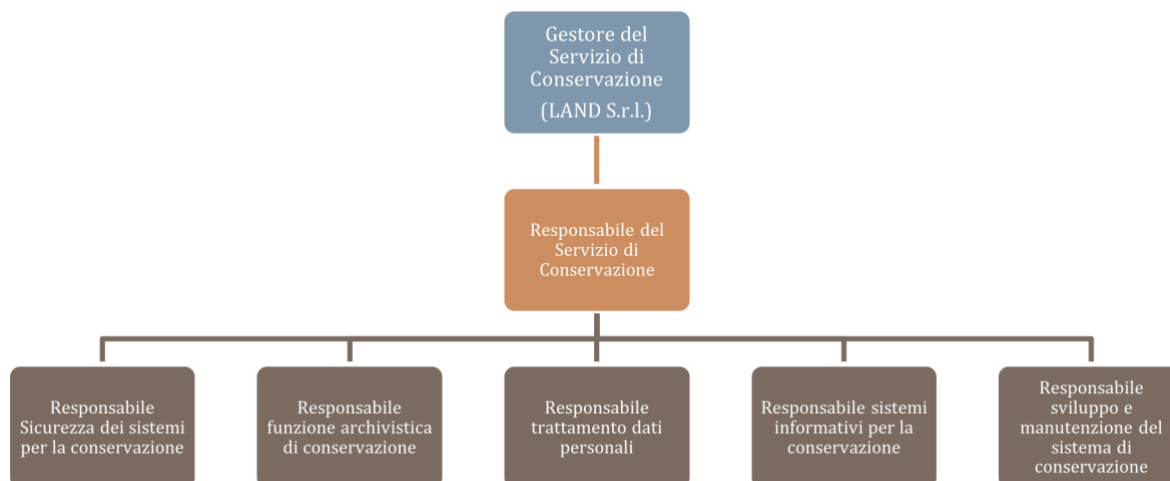 Gestore del
Servizio di
Conservazione
(LAND S.r.l.)
Responsabile del
Servizio di
Conservazione
Responsabile
Sicurezza dei sistemi
per la conservazione
Responsabile
funzione archivistica
di conservazione
Responsabile
trattamento dati
personali
Responsabile sistemi
informativi per la
conservazione
Responsabile
sviluppo e
manutenzione del
sistema di
conservazione